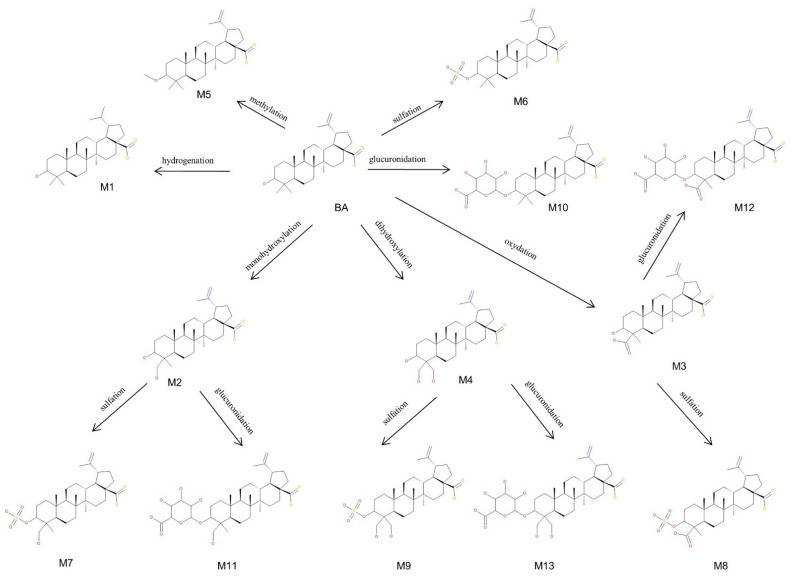 M5
methylation
sulfation
M6
M1
hydrogenation
BA
glucuronidation
M10
M12
monohydroxylation
dihydroxylation
oxydation
glucuronidation
M2
M4
M3
sulfation
glucuronidation
sulfation
glucuronidation
sulfation
M7
M11
M9
M13
M8